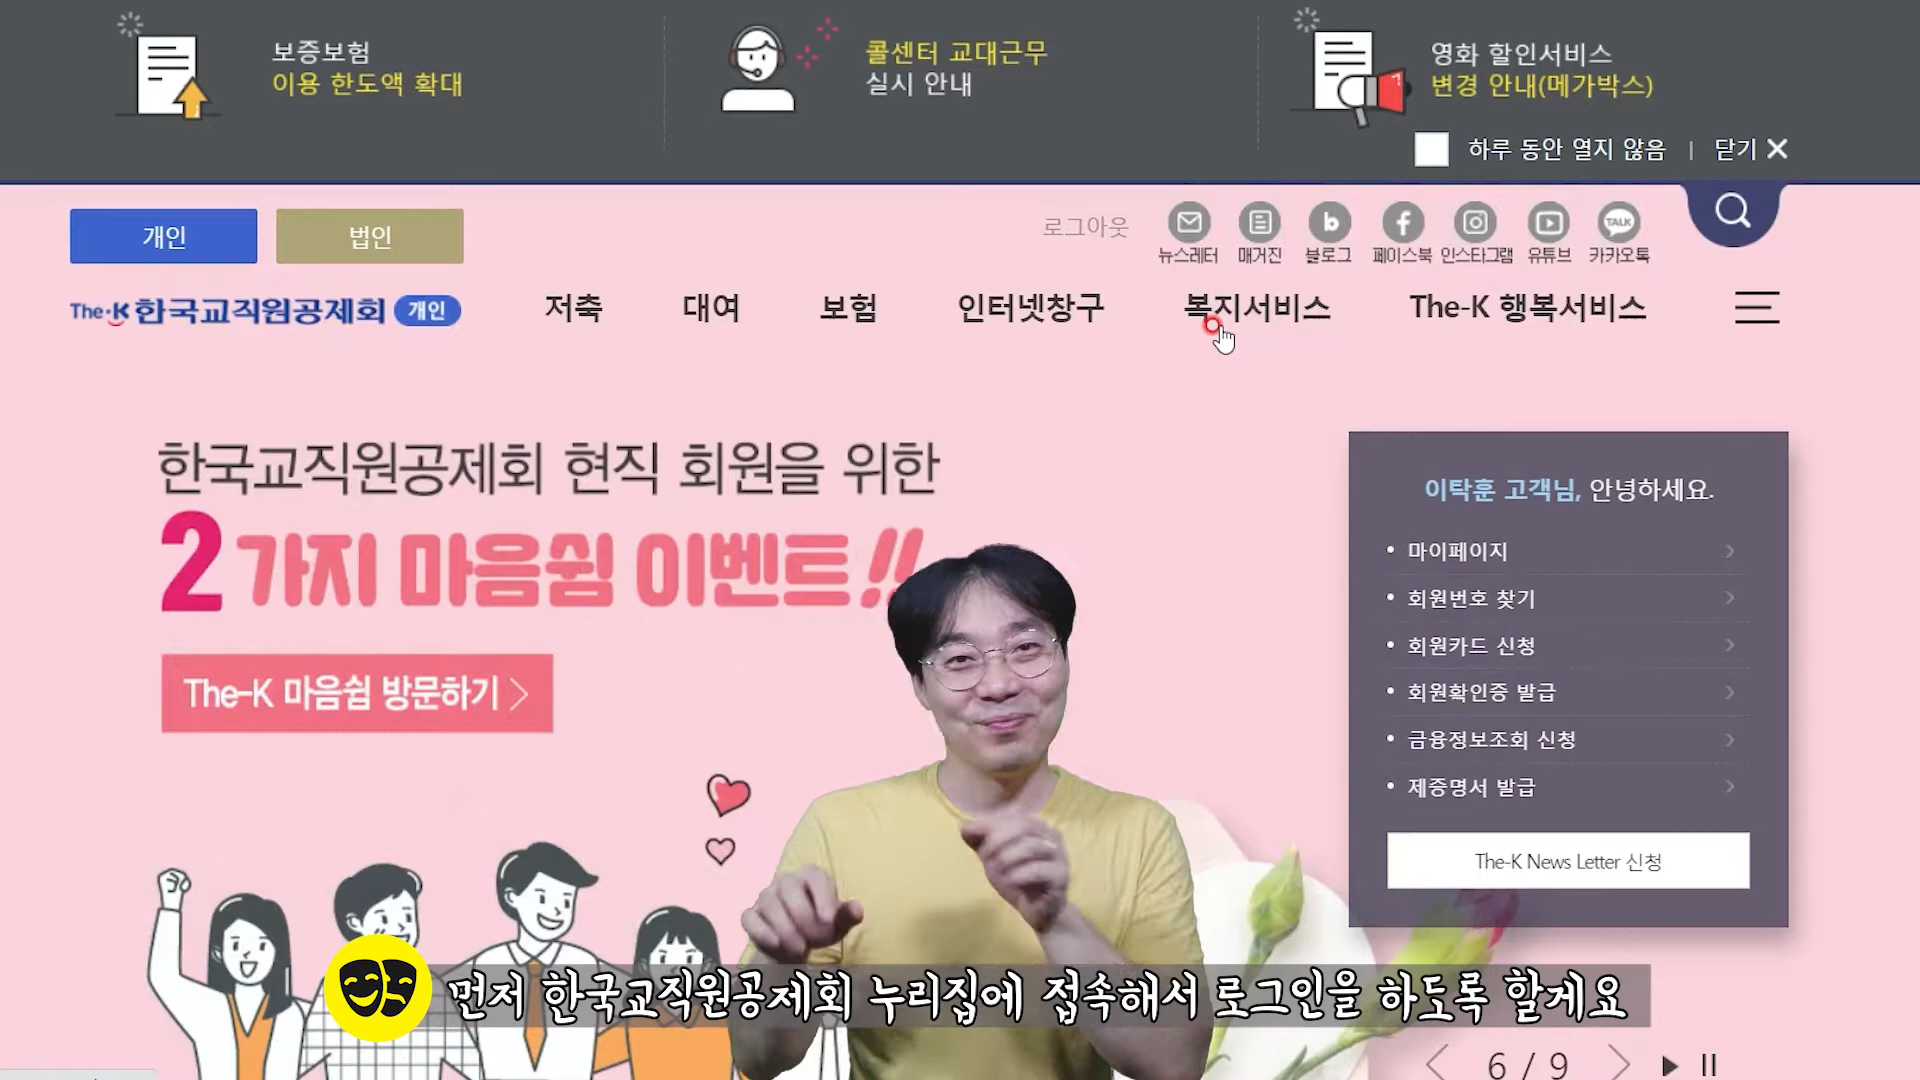 보증보험
이용 한도액 확대
콜센터 교대근무
실시 안내
영화 할인서비스
변경 안내(메가박스)
하루 동안 열지 않음 | 닫기 ✕
개인
법인
로그아웃
뉴스레터
매거진
b
블로그
f
페이스북
인스타그램
유튜브
TALK
카카오톡
The-K 한국교직원공제회 개인
저축
대여
보험
인터넷창구
복지서비스
The-K 행복서비스
한국교직원공제회 현직 회원을 위한
2가지 마음쉼 이벤트!!
The-K 마음쉼 방문하기 >
이탁훈 고객님, 안녕하세요.
• 마이페이지
• 회원번호 찾기
• 회원카드 신청
• 회원확인증 발급
• 금융정보조회 신청
• 제증명서 발급
The-K News Letter 신청
먼저 한국교직원공제회 누리집에 접속해서 로그인을 하도록 할게요
6 / 9